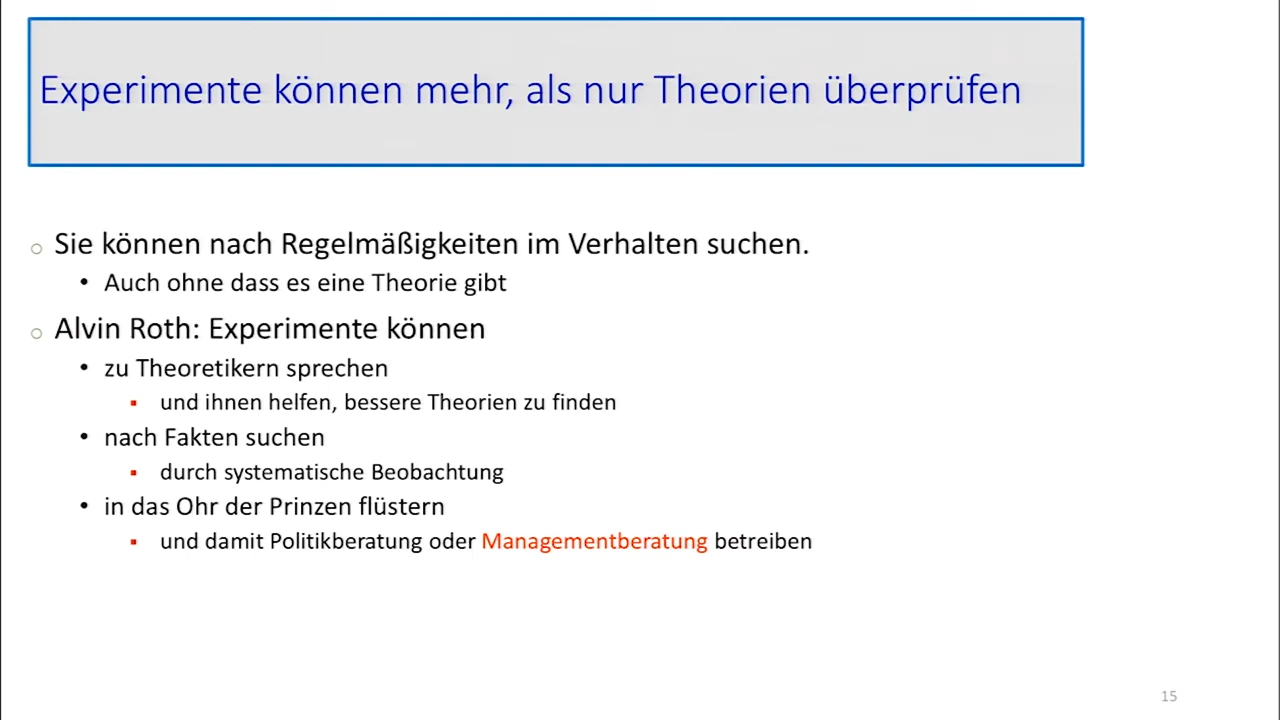 Experimente können mehr, als nur Theorien überprüfen
Sie können nach Regelmäßigkeiten im Verhalten suchen.
Auch ohne dass es eine Theorie gibt
Alvin Roth: Experimente können
zu Theoretikern sprechen
und ihnen helfen, bessere Theorien zu finden
nach Fakten suchen
durch systematische Beobachtung
in das Ohr der Prinzen flüstern
und damit Politikberatung oder Managementberatung betreiben
15